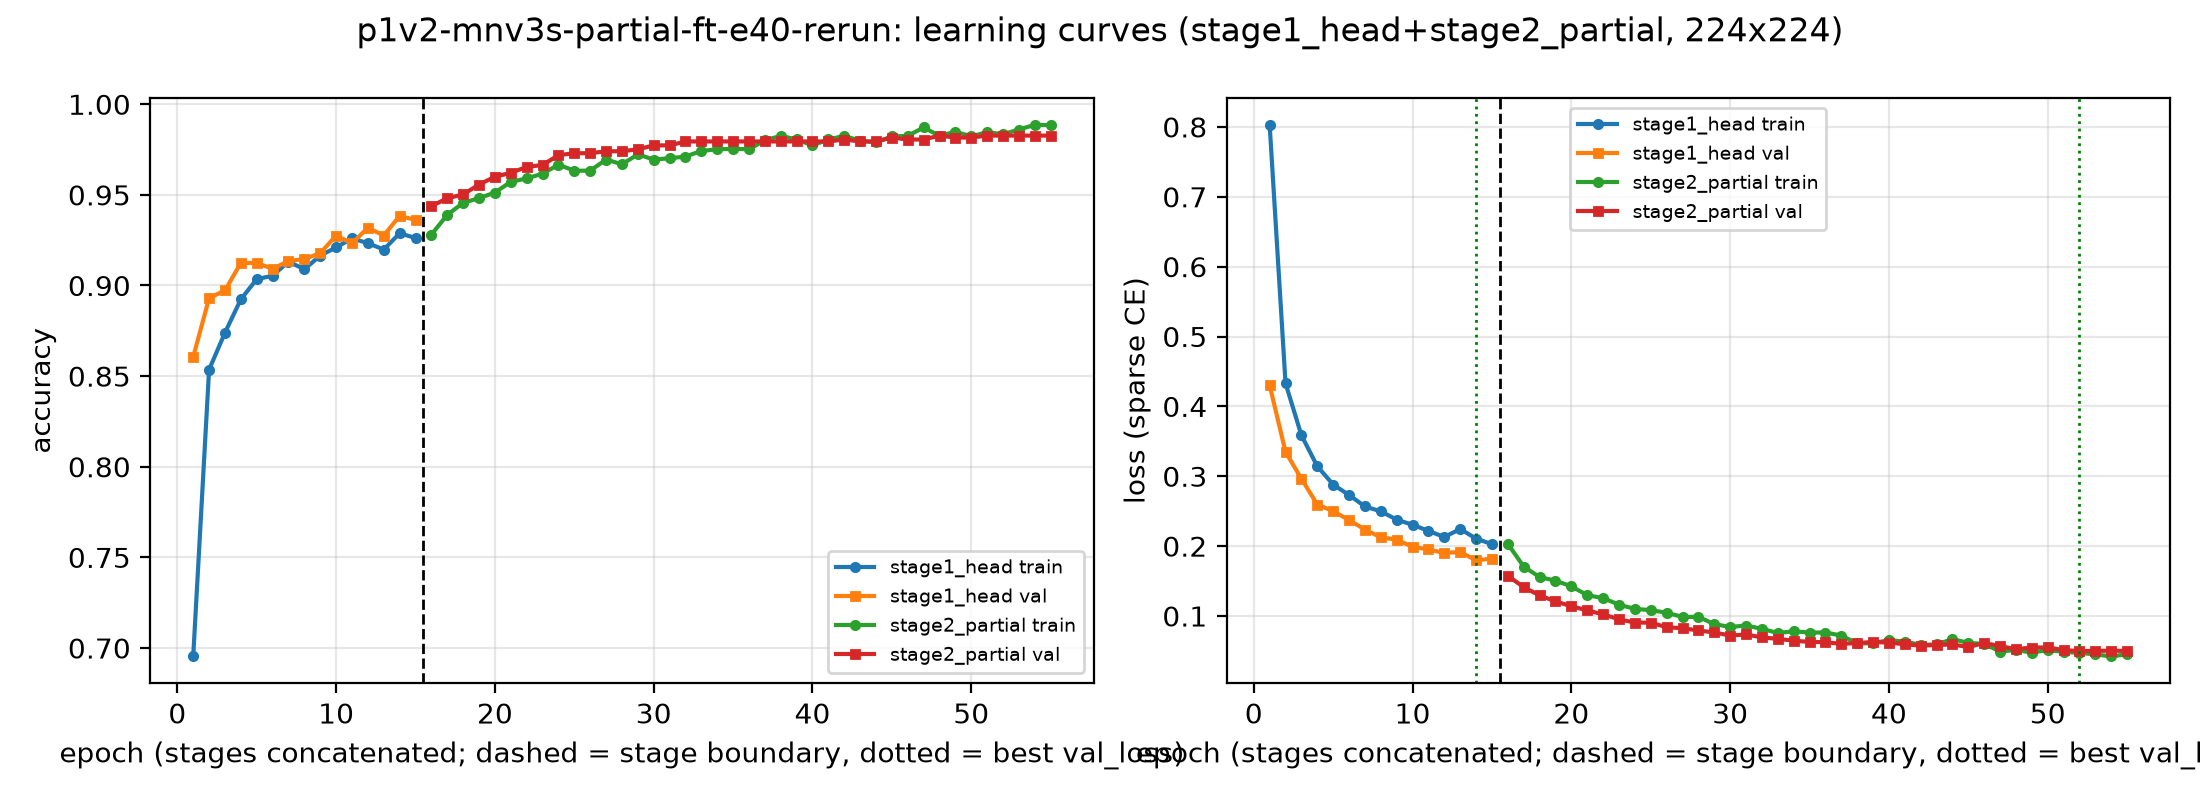 p1v2-mnv3s-partial-ft-e40-rerun: learning curves (stage1_head+stage2_partial, 224x224)
accuracy
1.00
0.95
0.90
0.85
0.80
0.75
0.70
0 10 20 30 40 50
stage1_head train
stage1_head val
stage2_partial train
stage2_partial val
epoch (stages concatenated; dashed = stage boundary, dotted = best val_loss)
loss (sparse CE)
0.8
0.7
0.6
0.5
0.4
0.3
0.2
0.1
0 10 20 30 40 50
stage1_head train
stage1_head val
stage2_partial train
stage2_partial val
epoch (stages concatenated; dashed = stage boundary, dotted = best val_l